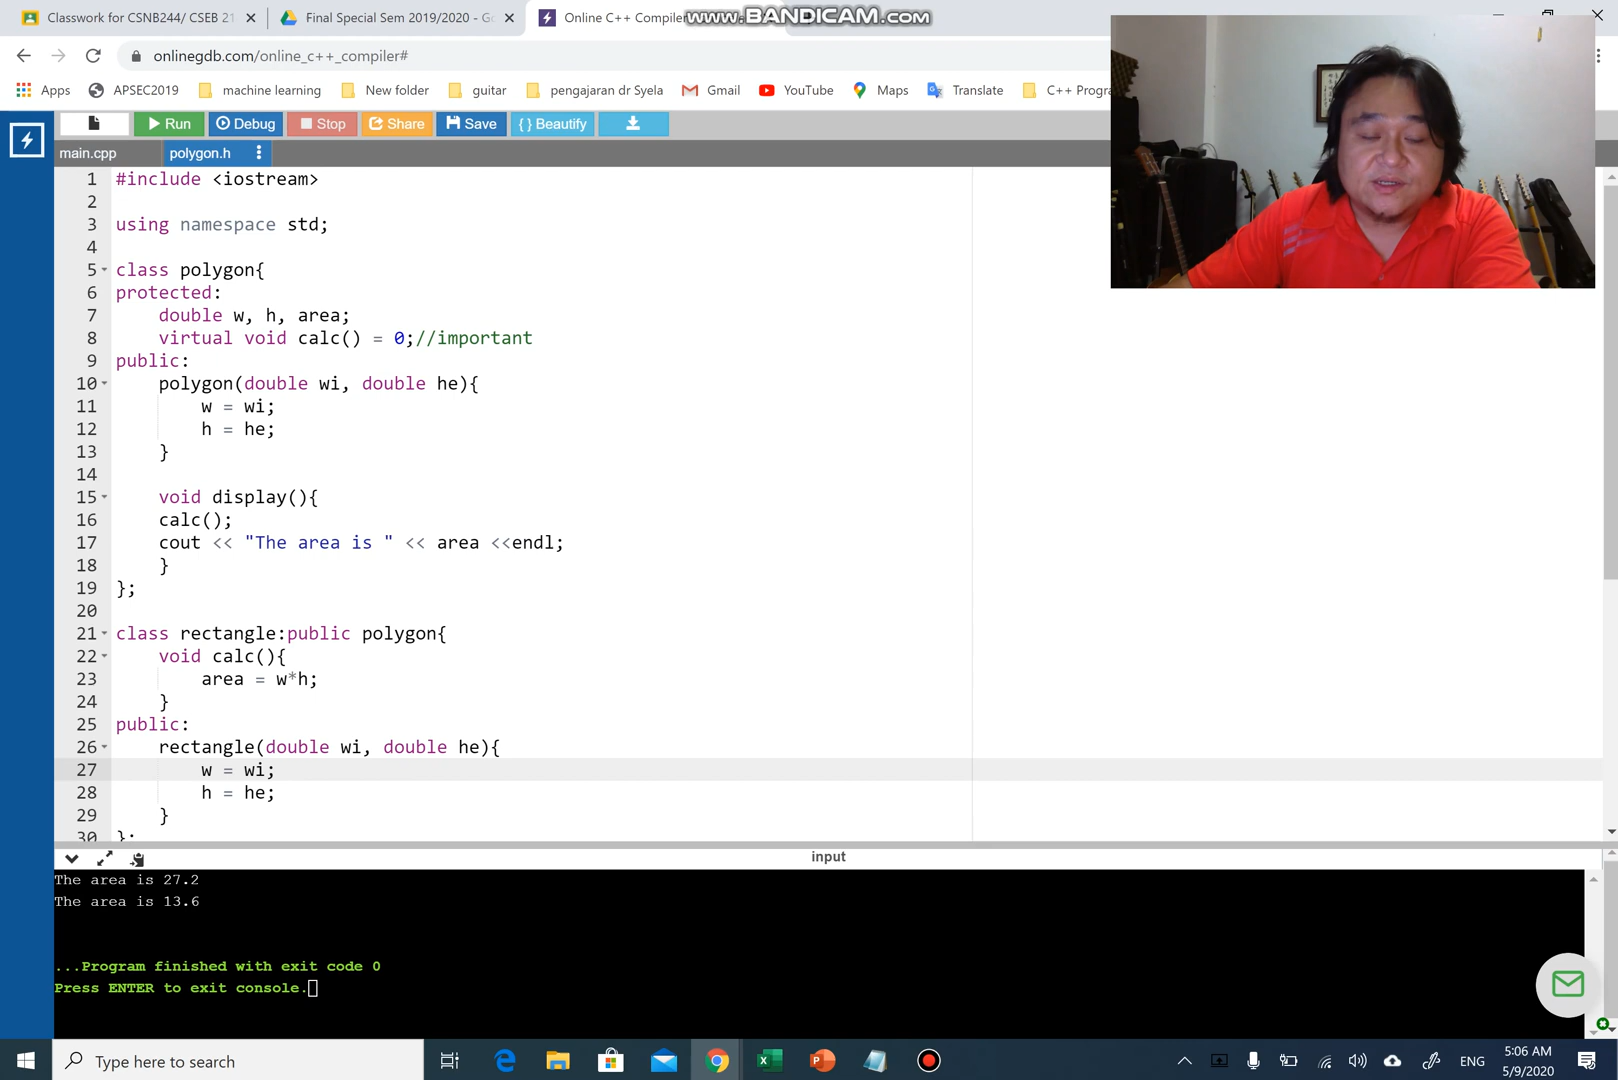 Classwork for CSNB244/ CSEB 21
Final Special Sem 2019/2020 - Go
Online C++ Compiler
www.BANDICAM.com
onlinegdb.com/online_c++_compiler#
Apps
APSEC2019
machine learning
New folder
guitar
pengajaran dr Syela
Gmail
YouTube
Maps
Translate
C++ Progra
Run
Debug
Stop
Share
Save
{ } Beautify
main.cpp
polygon.h
1 #include <iostream>
2
3 using namespace std;
4
5 class polygon{
6 protected:
7 double w, h, area;
8 virtual void calc() = 0;//important
9 public:
10 polygon(double wi, double he){
11 w = wi;
12 h = he;
13 }
14
15 void display(){
16 calc();
17 cout << "The area is " << area <<endl;
18 }
19 };
20
21 class rectangle:public polygon{
22 void calc(){
23 area = w*h;
24 }
25 public:
26 rectangle(double wi, double he){
27 w = wi;
28 h = he;
29 }
30 };
input
The area is 27.2
The area is 13.6
...Program finished with exit code 0
Press ENTER to exit console.
Type here to search
ENG
5:06 AM
5/9/2020